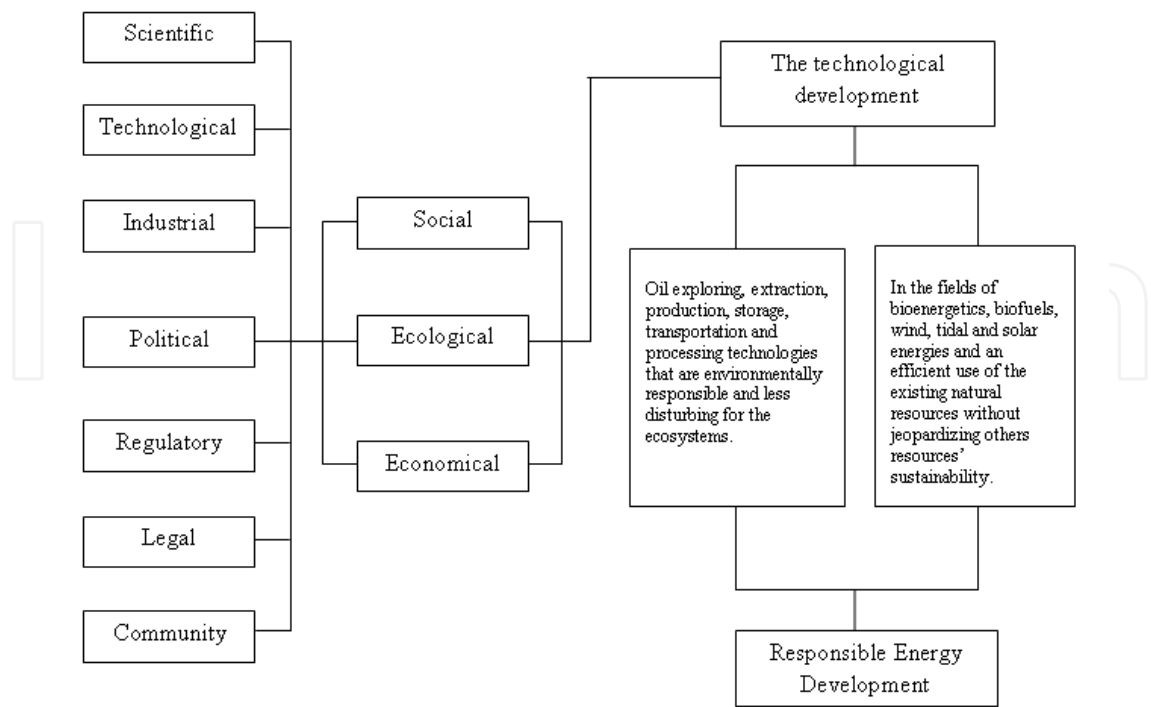 Scientific
Technological
Industrial
Political
Regulatory
Legal
Community
Social
Ecological
Economical
The technological
development
Oil exploring, extraction,
production, storage,
transportation and
processing technologies
that are environmentally
responsible and less
disturbing for the
ecosystems.
In the fields of
bioenergetics, biofuels,
wind, tidal and solar
energies and an
efficient use of the
existing natural
resources without
jeopardizing others
resources’
sustainability.
Responsible Energy
Development